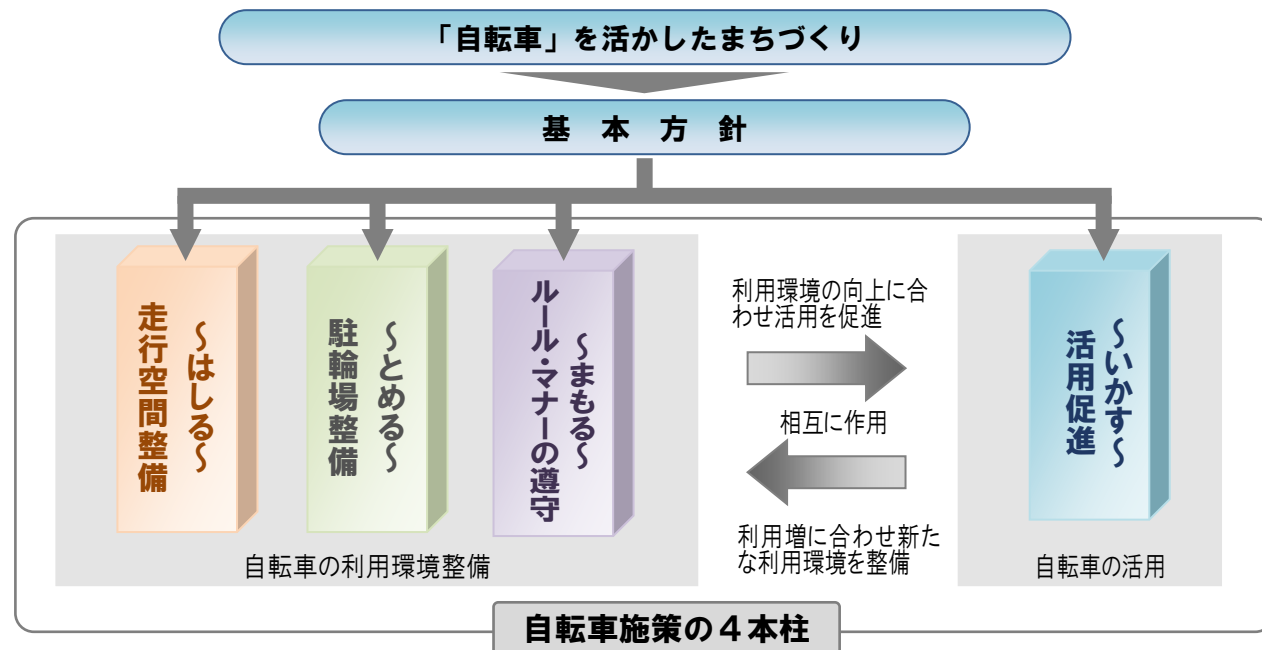 「自転車」を活かしたまちづくり
基本方針
～はしる～
走行空間整備
～とめる～
駐輪場整備
～まもる～
ルール・マナーの遵守
自転車の利用環境整備
利用環境の向上に合
わせ活用を促進
相互に作用
利用増に合わせ新た
な利用環境を整備
～いかす～
活用促進
自転車の活用
自転車施策の４本柱